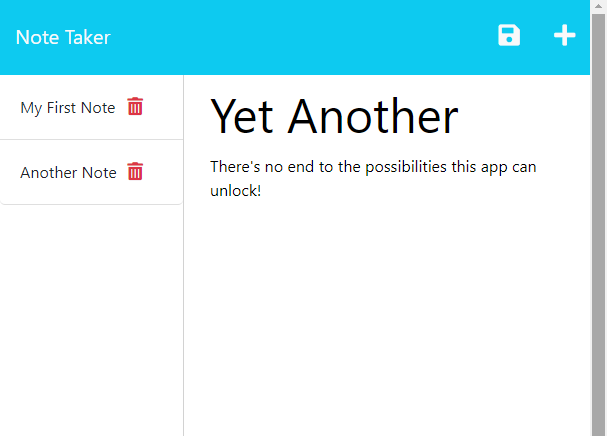 Note Taker
My First Note
Another Note
Yet Another
There's no end to the possibilities this app can
unlock!